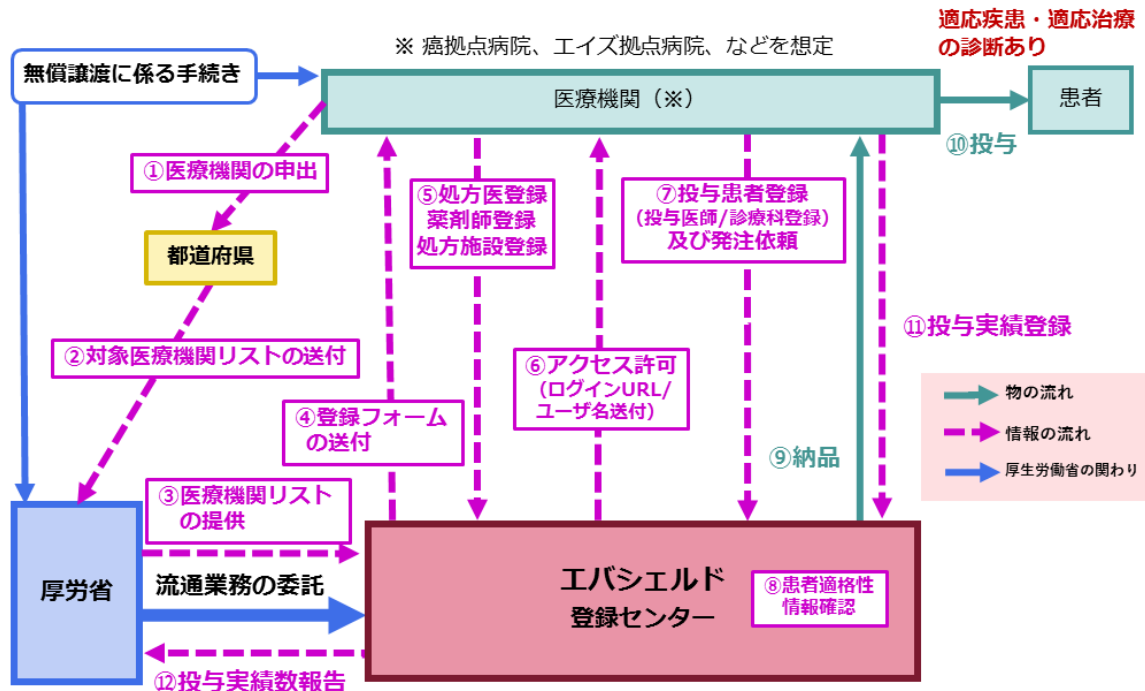 適応疾患・適応治療
の診断あり
※ 癌拠点病院、エイズ拠点病院、などを想定
無償譲渡に係る手続き
医療機関（※）
患者
⑩投与
①医療機関の申出
⑤処方医登録
薬剤師登録
処方施設登録
⑦投与患者登録
（投与医師/診療科登録）
及び発注依頼
都道府県
⑪投与実績登録
②対象医療機関リストの送付
⑥アクセス許可
（ログインURL/
ユーザ名送付）
④登録フォーム
の送付
⑨納品
物の流れ
情報の流れ
厚生労働省の関わり
③医療機関リスト
の提供
厚労省
流通業務の委託
エバシェルド
登録センター
⑧患者適格性
情報確認
⑫投与実績数報告